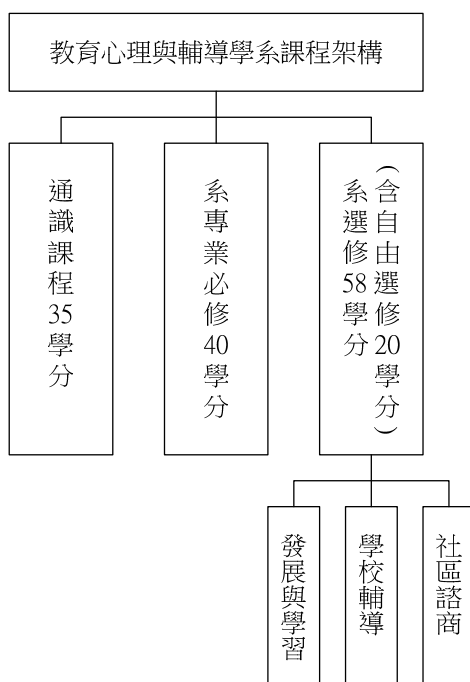 教育心理與輔導學系課程架構
通識課程35學分
系專業必修40學分
系選修58學分
（含自由選修20學分）
發展與學習
學校輔導
社區諮商